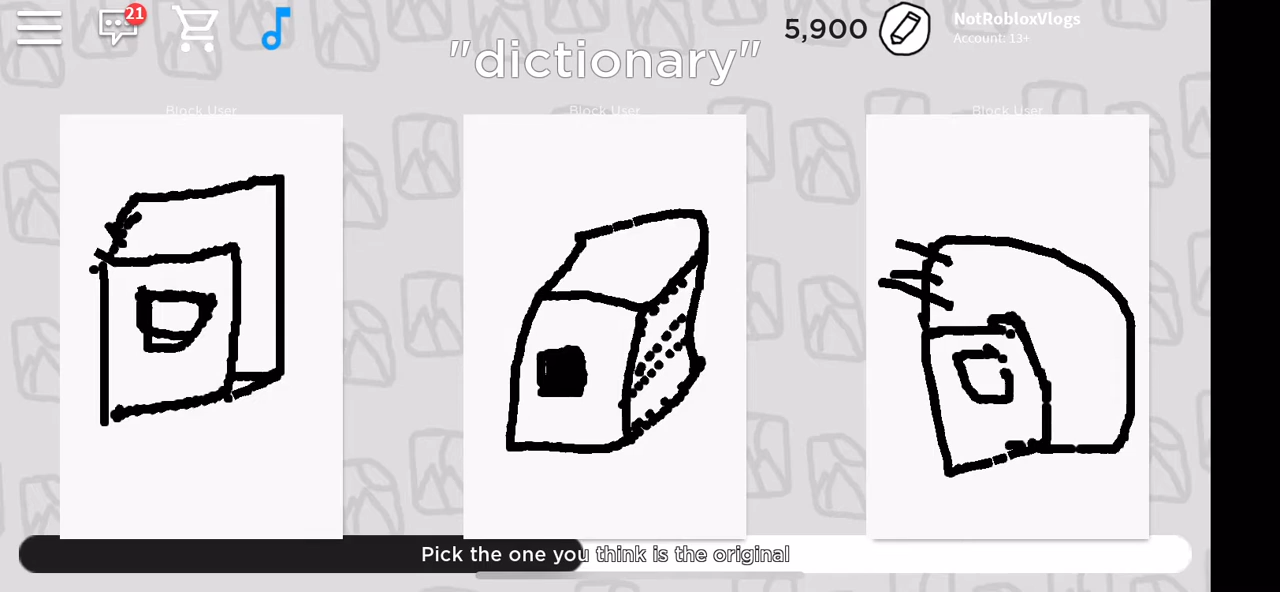 21
5,900
NotRobloxVlogs
Account: 13+
"dictionary"
Block User
Block User
Block User
Pick the one you think is the original